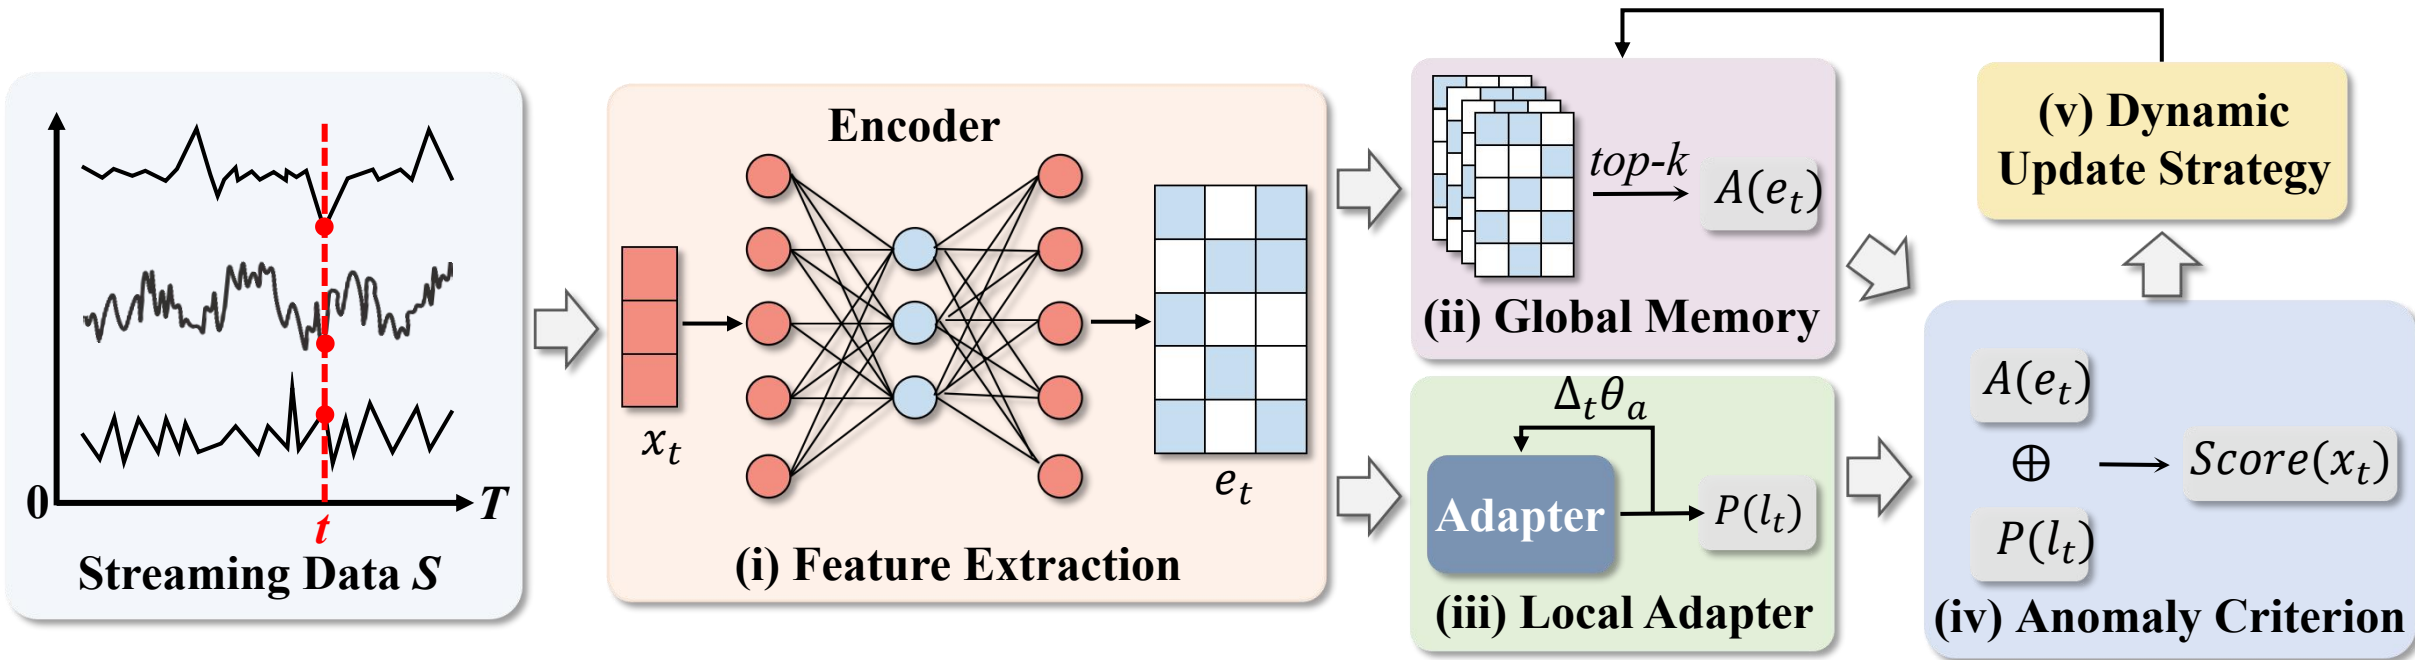 0
T
t
Streaming Data S
Encoder
x_t
e_t
(i) Feature Extraction
top-k
A(e_t)
(ii) Global Memory
Δ_tθ_a
Adapter
P(l_t)
(iii) Local Adapter
(v) Dynamic
Update Strategy
A(e_t)
⊕
P(l_t)
Score(x_t)
(iv) Anomaly Criterion